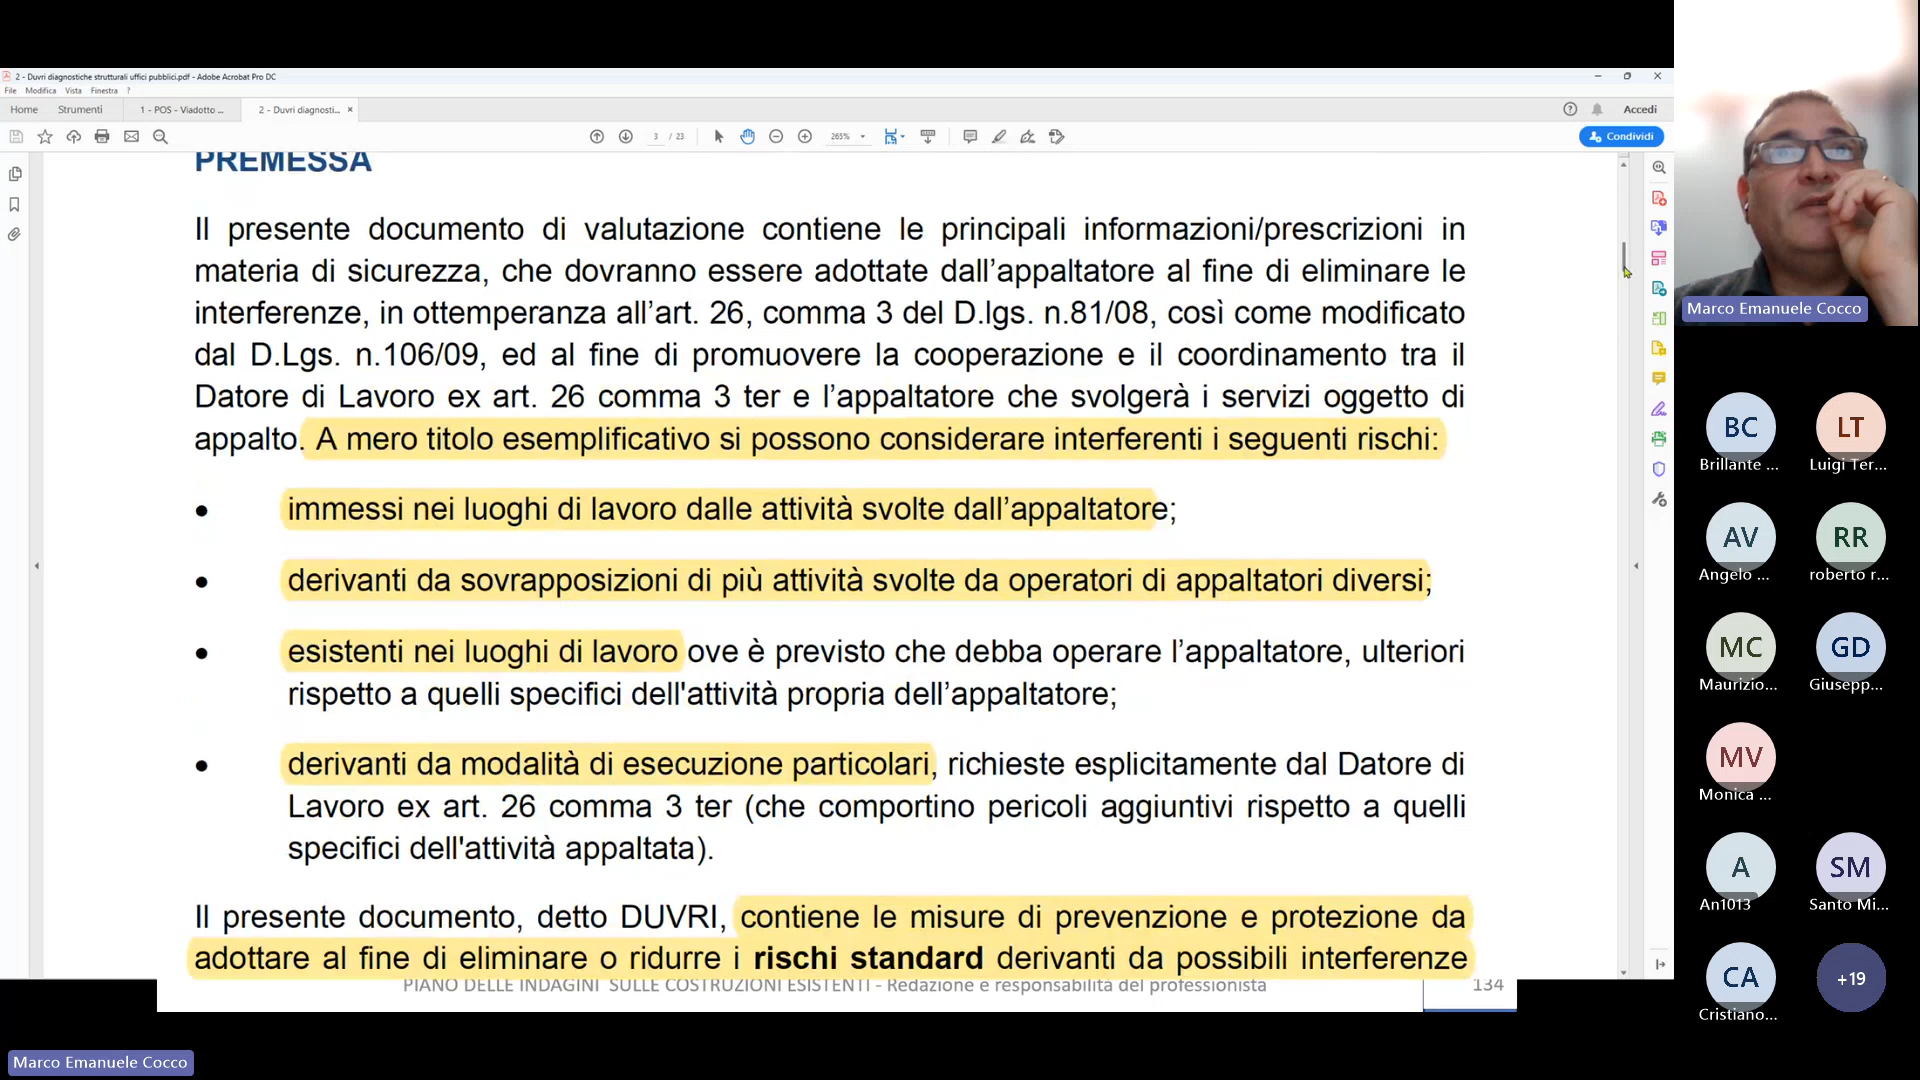 2 - Duvri diagnostiche strutturali uffici pubblici.pdf - Adobe Acrobat Pro DC
File Modifica Vista Finestra ?
Home Strumenti 1 - POS - Viadotto ... 2 - Duvri diagnosti... × Accedi
3 / 23 265% Condividi
PREMESSA
Il presente documento di valutazione contiene le principali informazioni/prescrizioni in
materia di sicurezza, che dovranno essere adottate dall’appaltatore al fine di eliminare le
interferenze, in ottemperanza all’art. 26, comma 3 del D.lgs. n.81/08, così come modificato
dal D.Lgs. n.106/09, ed al fine di promuovere la cooperazione e il coordinamento tra il
Datore di Lavoro ex art. 26 comma 3 ter e l’appaltatore che svolgerà i servizi oggetto di
appalto. A mero titolo esemplificativo si possono considerare interferenti i seguenti rischi:
• immessi nei luoghi di lavoro dalle attività svolte dall’appaltatore;
• derivanti da sovrapposizioni di più attività svolte da operatori di appaltatori diversi;
• esistenti nei luoghi di lavoro ove è previsto che debba operare l’appaltatore, ulteriori
rispetto a quelli specifici dell'attività propria dell’appaltatore;
• derivanti da modalità di esecuzione particolari, richieste esplicitamente dal Datore di
Lavoro ex art. 26 comma 3 ter (che comportino pericoli aggiuntivi rispetto a quelli
specifici dell'attività appaltata).
Il presente documento, detto DUVRI, contiene le misure di prevenzione e protezione da
adottare al fine di eliminare o ridurre i rischi standard derivanti da possibili interferenze
PIANO DELLE INDAGINI SULLE COSTRUZIONI ESISTENTI - Redazione e responsabilità del professionista 134
Marco Emanuele Cocco
Marco Emanuele Cocco
BC LT
Brillante ... Luigi Ter...
AV RR
Angelo ... roberto r...
MC GD
Maurizio... Giusepp...
MV
Monica ...
A SM
An1013 Santo Mi...
CA +19
Cristiano...